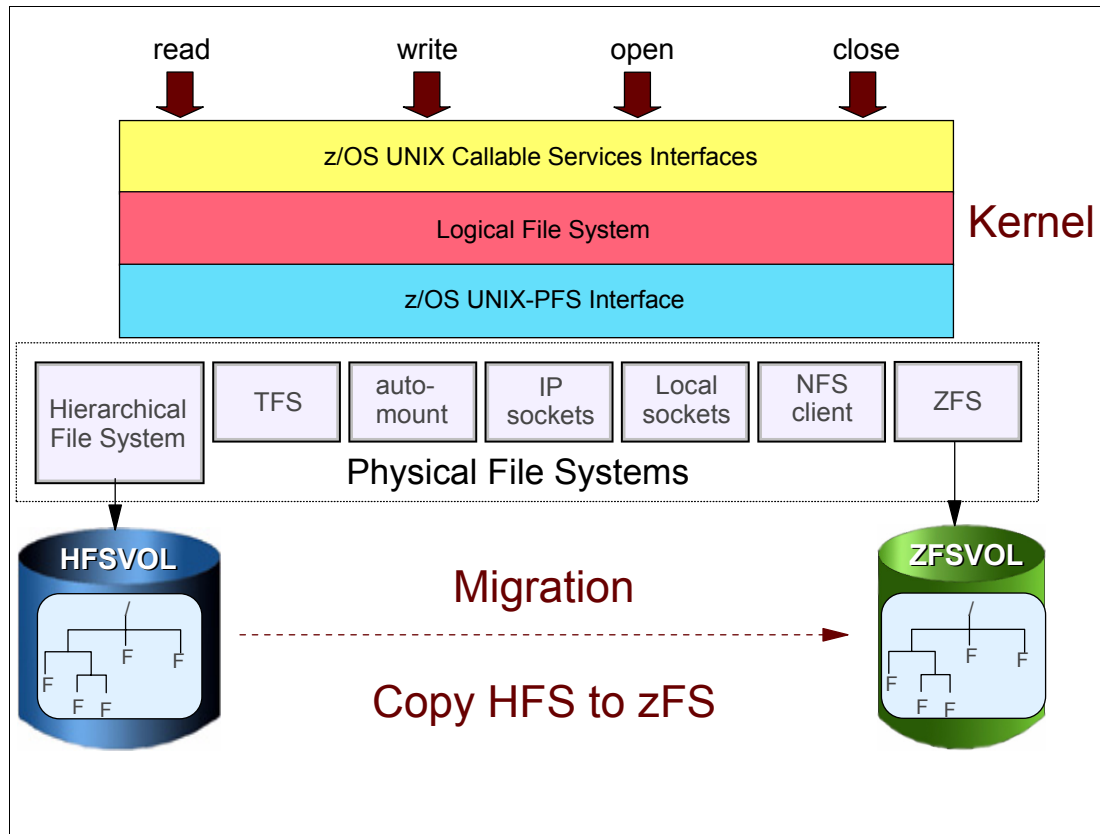 read write open close
z/OS UNIX Callable Services Interfaces
Logical File System
Kernel
z/OS UNIX-PFS Interface
Hierarchical
File System
TFS
auto-
mount
IP
sockets
Local
sockets
NFS
client
ZFS
Physical File Systems
HFSVOL
ZFSVOL
/
F
F
F
F F
Migration
Copy HFS to zFS
/
F
F
F
F F